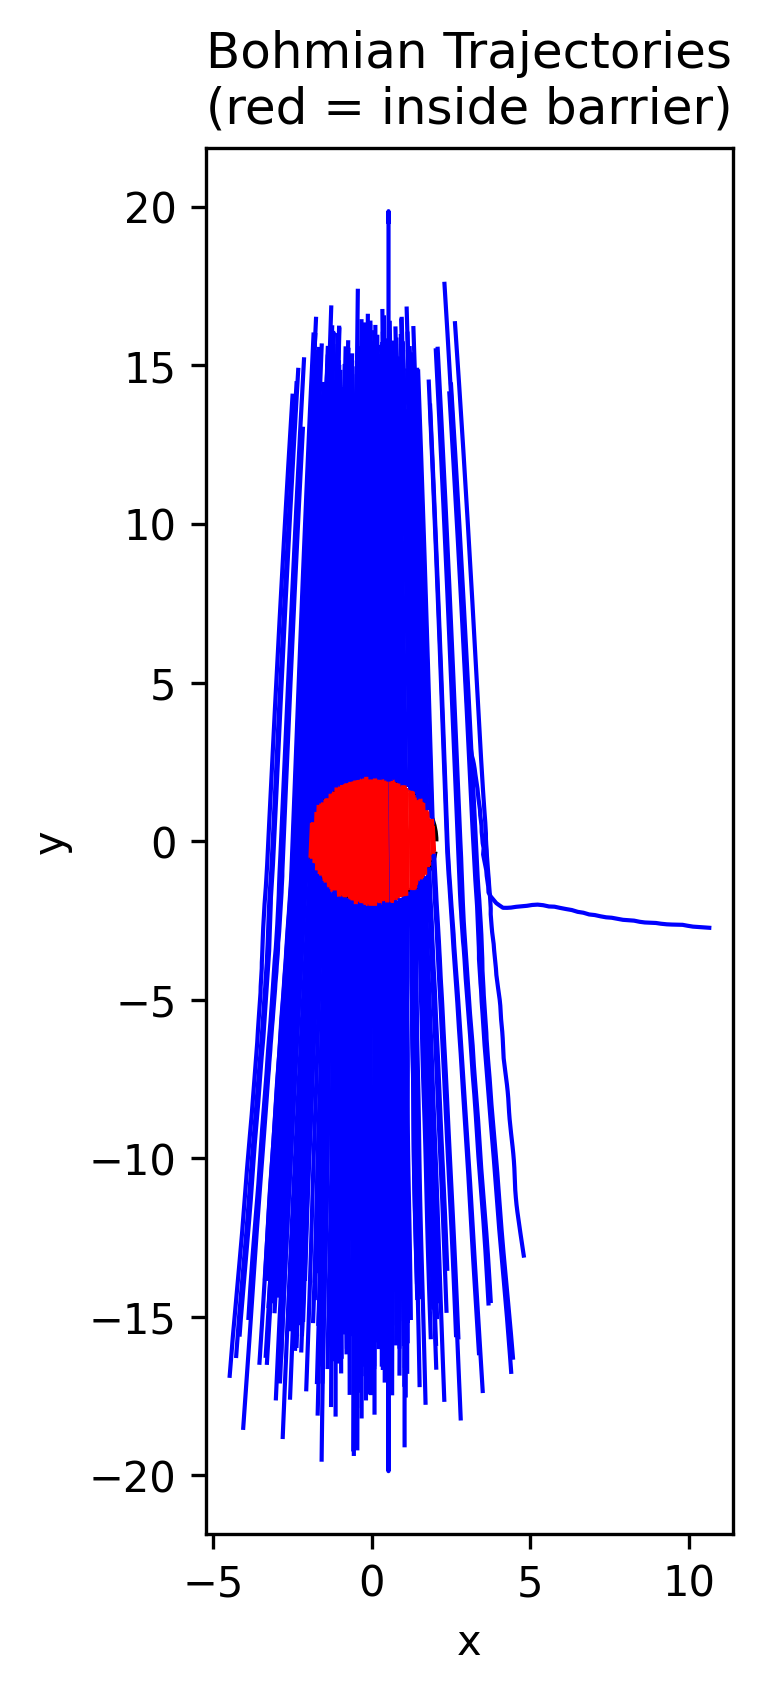 Bohmian Trajectories
(red = inside barrier)
20
15
10
5
0
−5
−10
−15
−20
y
−5 0 5 10
x